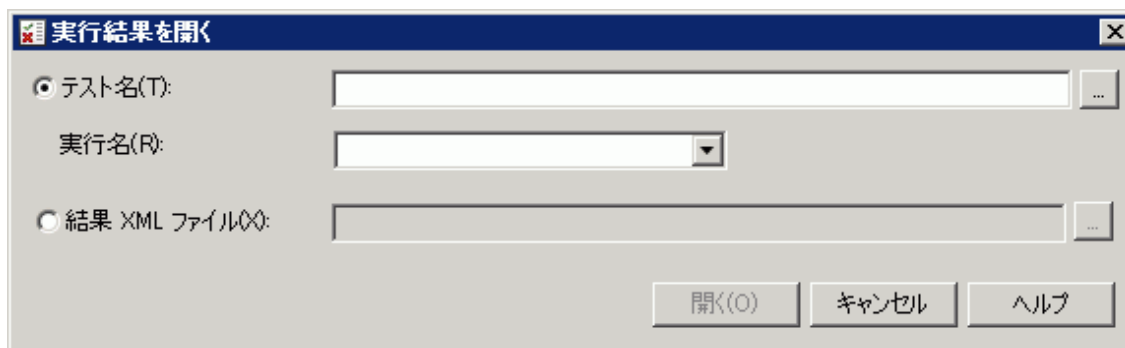 実行結果を開く
テスト名(T):
...
実行名(R):
結果 XML ファイル(X):
...
開く(O) キャンセル ヘルプ